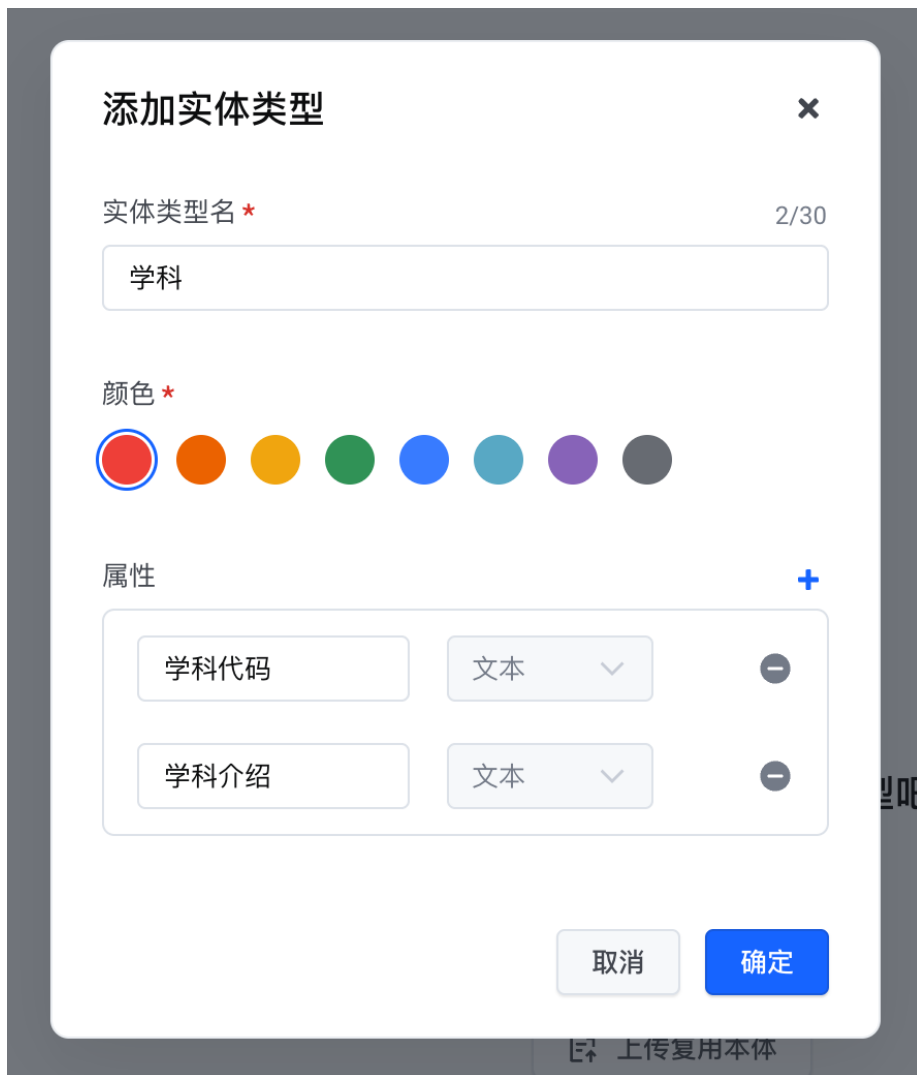 添加实体类型
实体类型名 *
2/30
学科
颜色 *
属性
学科代码 文本
学科介绍 文本
型吧
取消 确定
上传复用本体